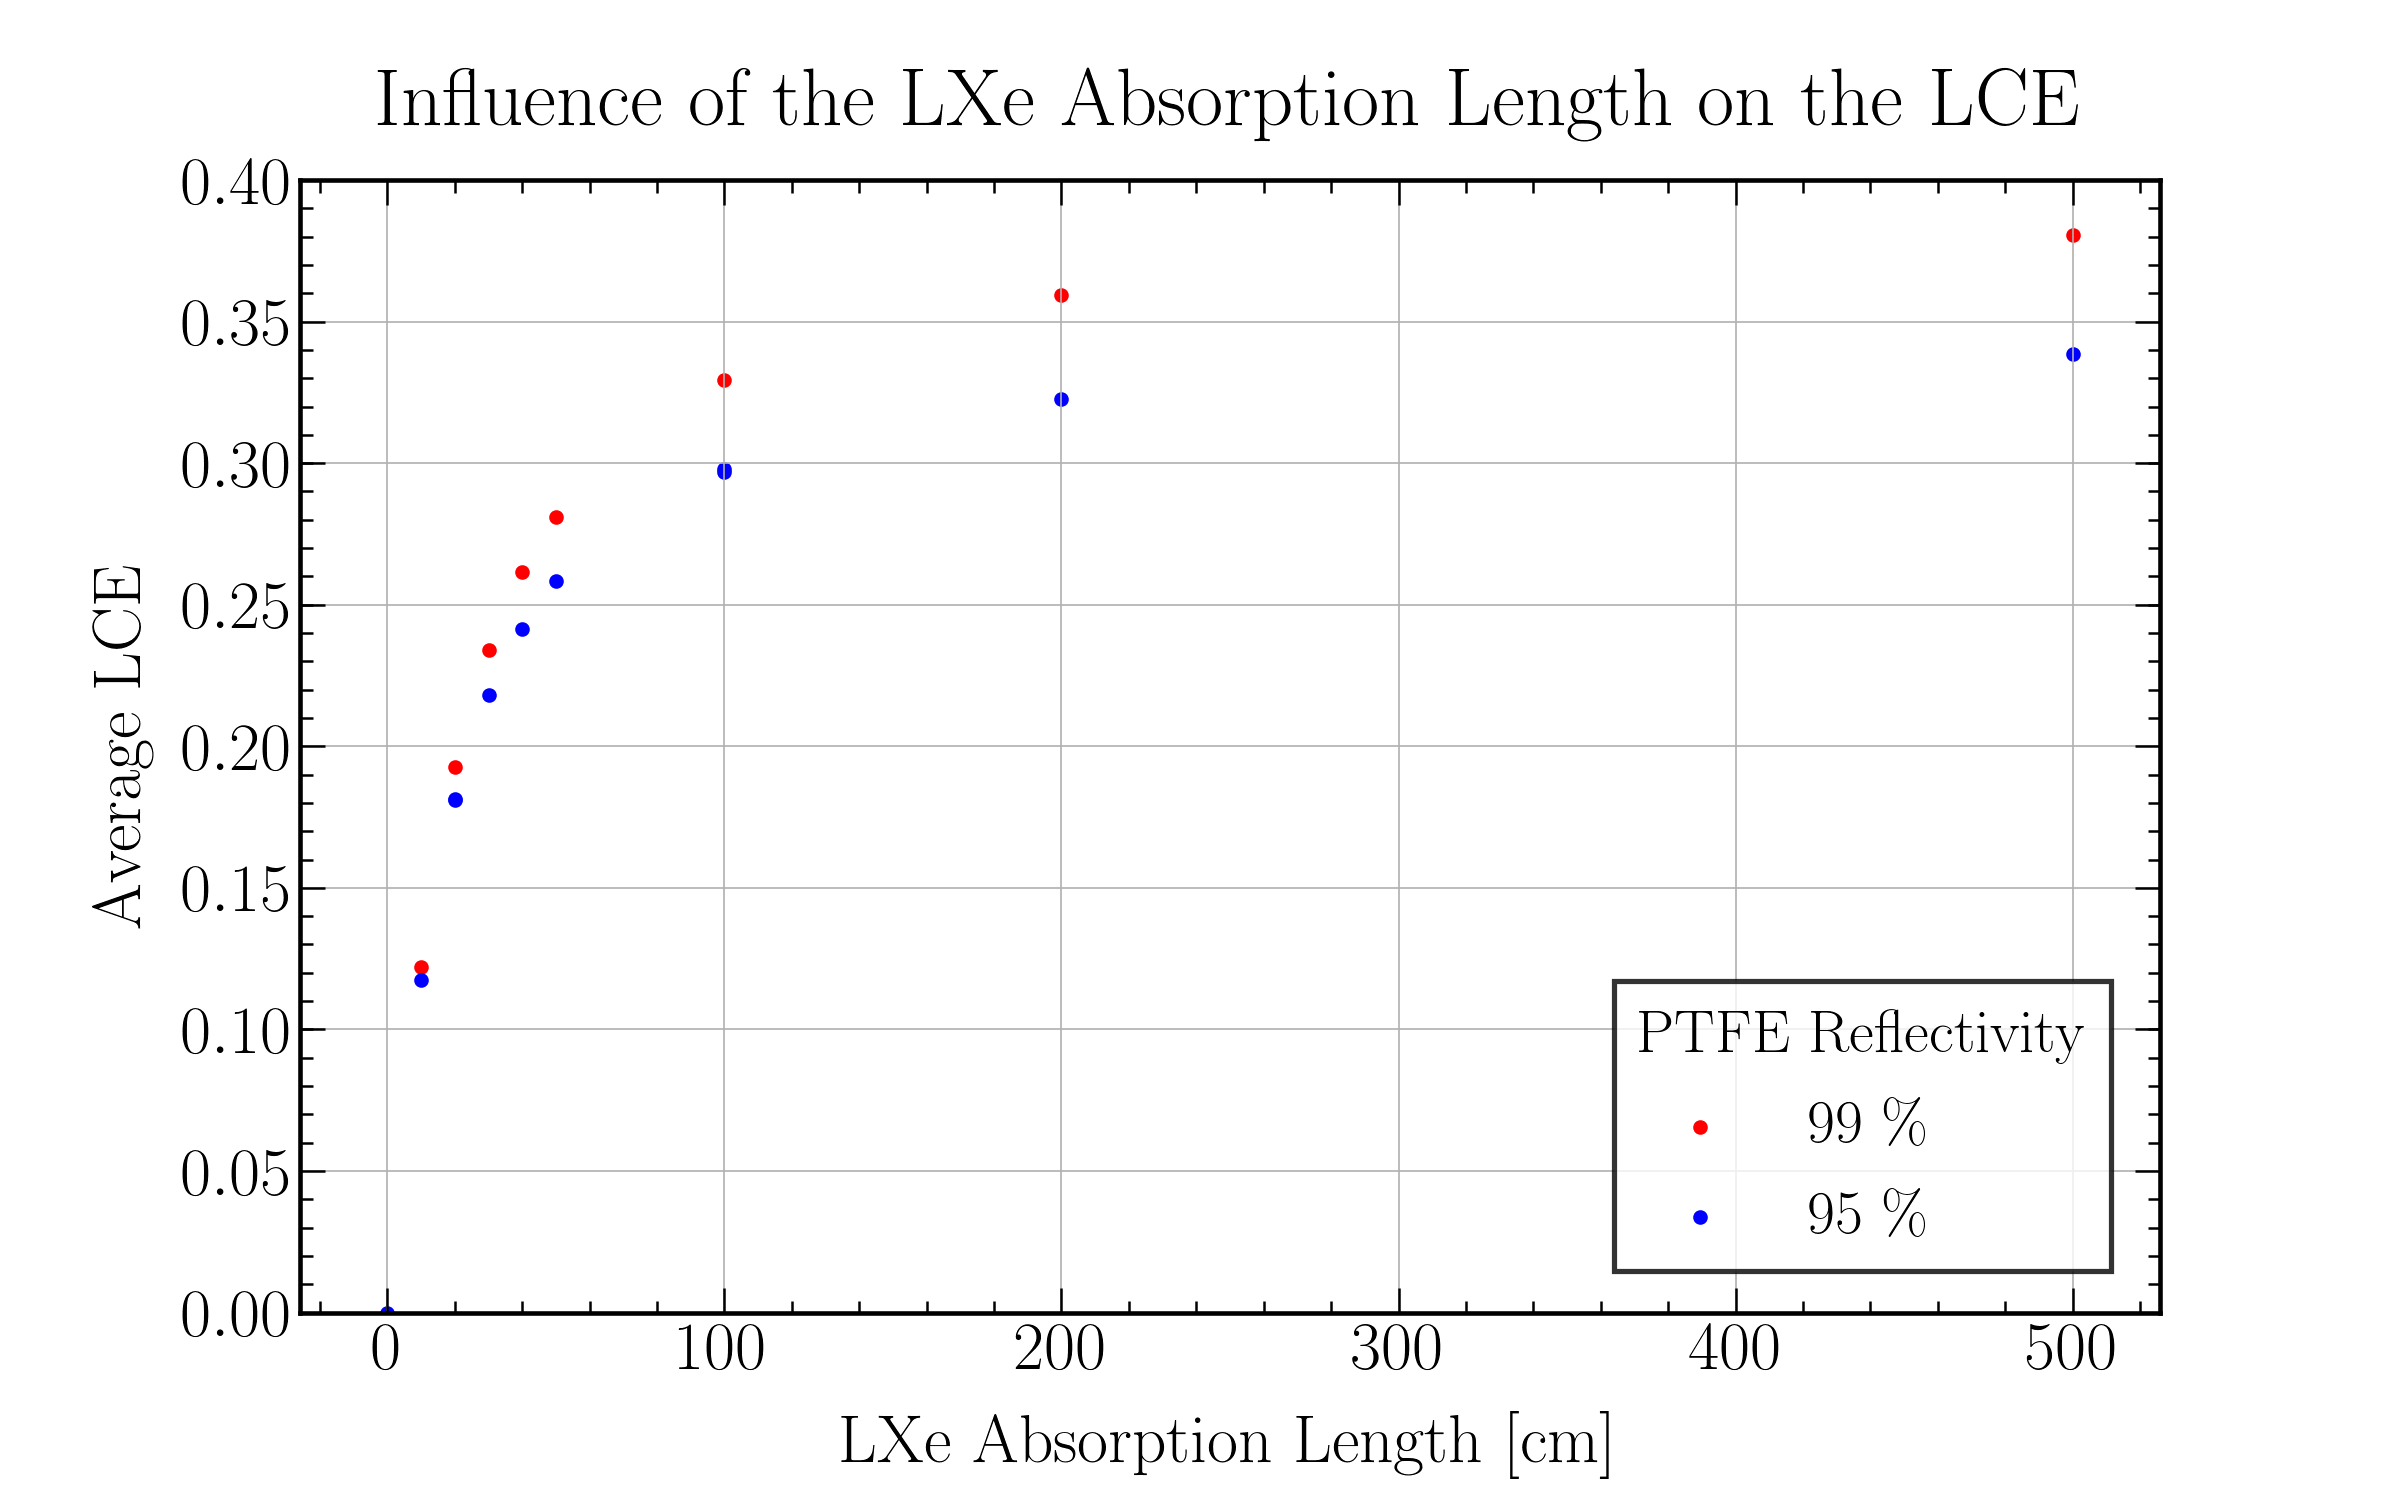 Influence of the LXe Absorption Length on the LCE
0.40
0.35
0.30
0.25
0.20
0.15
0.10
0.05
0.00
Average LCE
PTFE Reflectivity
99 %
95 %
0 100 200 300 400 500
LXe Absorption Length [cm]